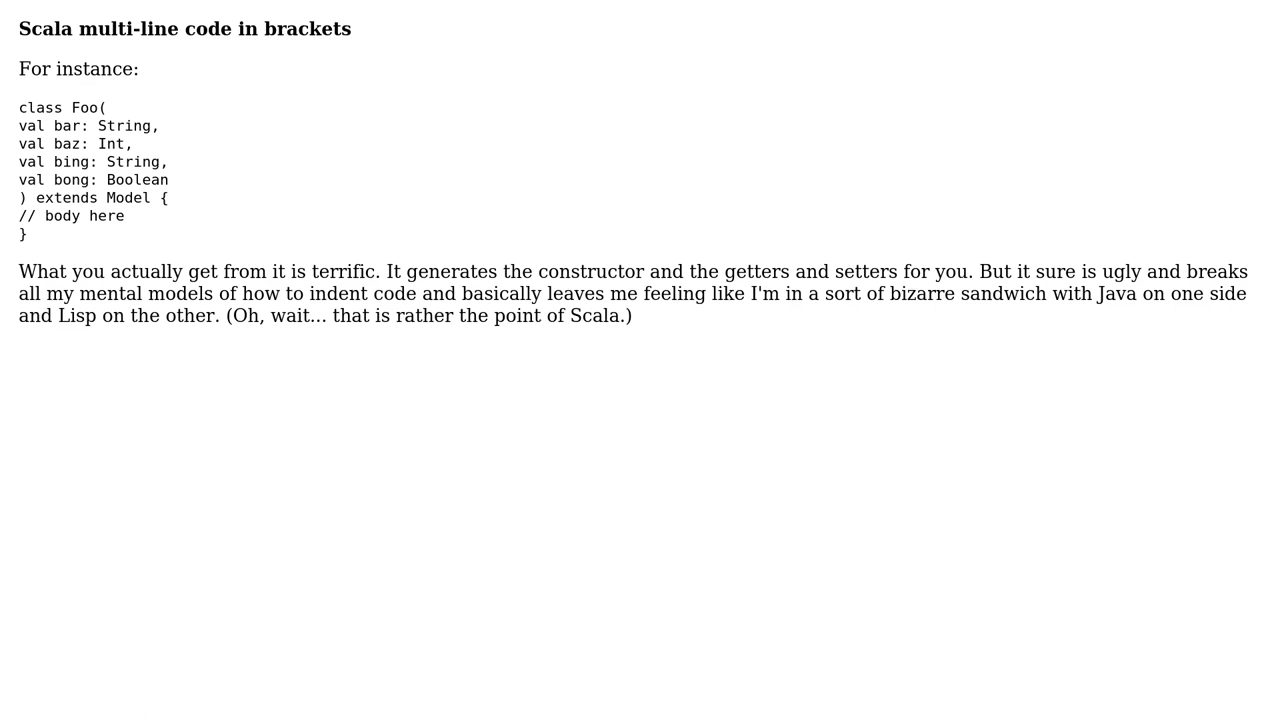 Scala multi-line code in brackets
For instance:
class Foo(
val bar: String,
val baz: Int,
val bing: String,
val bong: Boolean
) extends Model {
// body here
}
What you actually get from it is terrific. It generates the constructor and the getters and setters for you. But it sure is ugly and breaks
all my mental models of how to indent code and basically leaves me feeling like I'm in a sort of bizarre sandwich with Java on one side
and Lisp on the other. (Oh, wait... that is rather the point of Scala.)